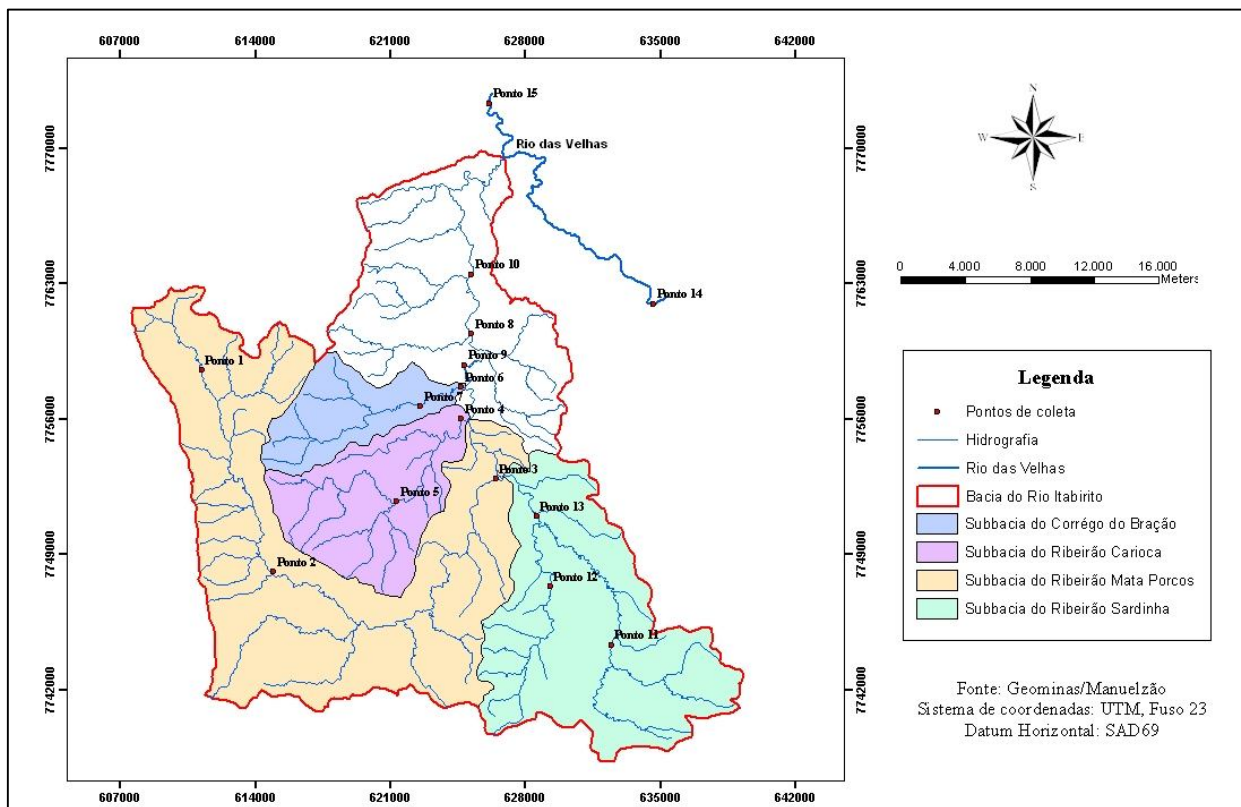 607000 614000 621000 628000 635000 642000
Ponto 15
Rio das Velhas
7770000 7770000
N
W E
S
Ponto 10
7763000 7763000
0 4.000 8.000 12.000 16.000
Meters
Ponto 14
Ponto 8
Ponto 1
Ponto 9
Ponto 6
Ponto 7
Ponto 4
7756000 7756000
Ponto 3
Ponto 5
Ponto 13
7749000 7749000
Ponto 2
Ponto 12
Ponto 11
7742000 7742000
607000 614000 621000 628000 635000 642000
Legenda
Pontos de coleta
Hidrografia
Rio das Velhas
Bacia do Rio Itabirito
Subbacia do Corrégo do Bração
Subbacia do Ribeirão Carioca
Subbacia do Ribeirão Mata Porcos
Subbacia do Ribeirão Sardinha
Fonte: Geominas/Manuelzão
Sistema de coordenadas: UTM, Fuso 23
Datum Horizontal: SAD69